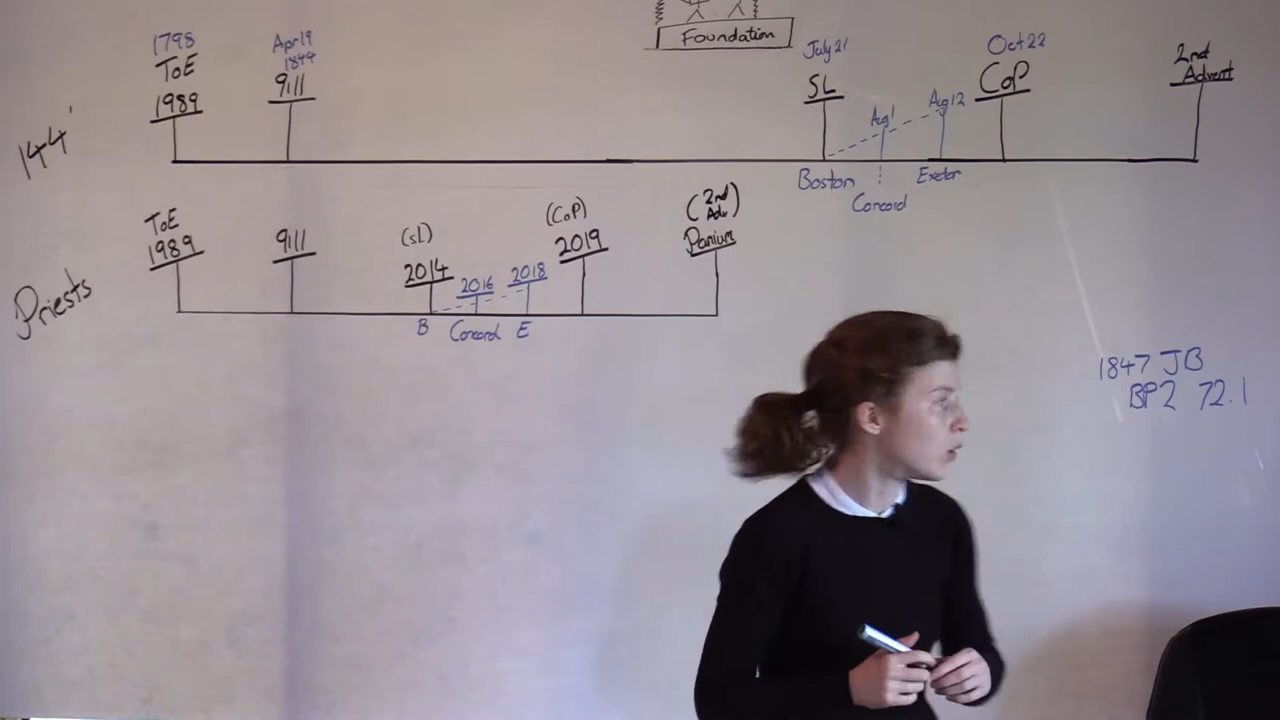 Foundation
144'
1798
ToE
1989
Apr 19
1844
9/11
July 21
SL
Aug 1
Aug 12
Oct 22
CoP
2nd
Advent
Boston
Concord
Exeter
Priests
ToE
1989
9/11
(SL)
2014
2016
2018
(CoP)
2019
(2nd
Adv)
Panium
B
Concord
E
1847 JB
BP2 72.1